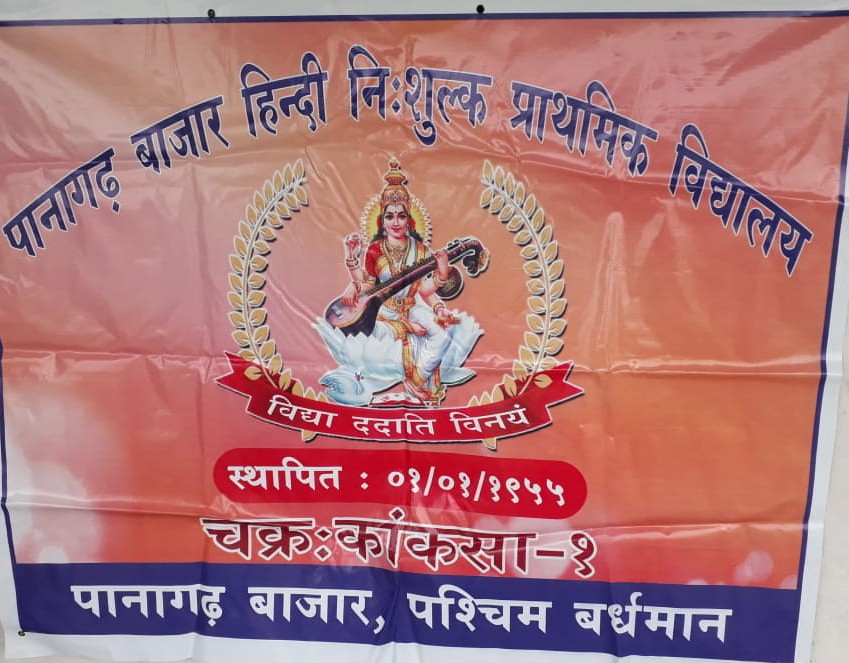 पानागढ़ बाजार हिन्दी निःशुल्क प्राथमिक विद्यालय
विद्या ददाति विनयं
स्थापित : ०१/०१/१९५५
चक्रःकांकसा-१
पानागढ़ बाजार, पश्चिम बर्धमान